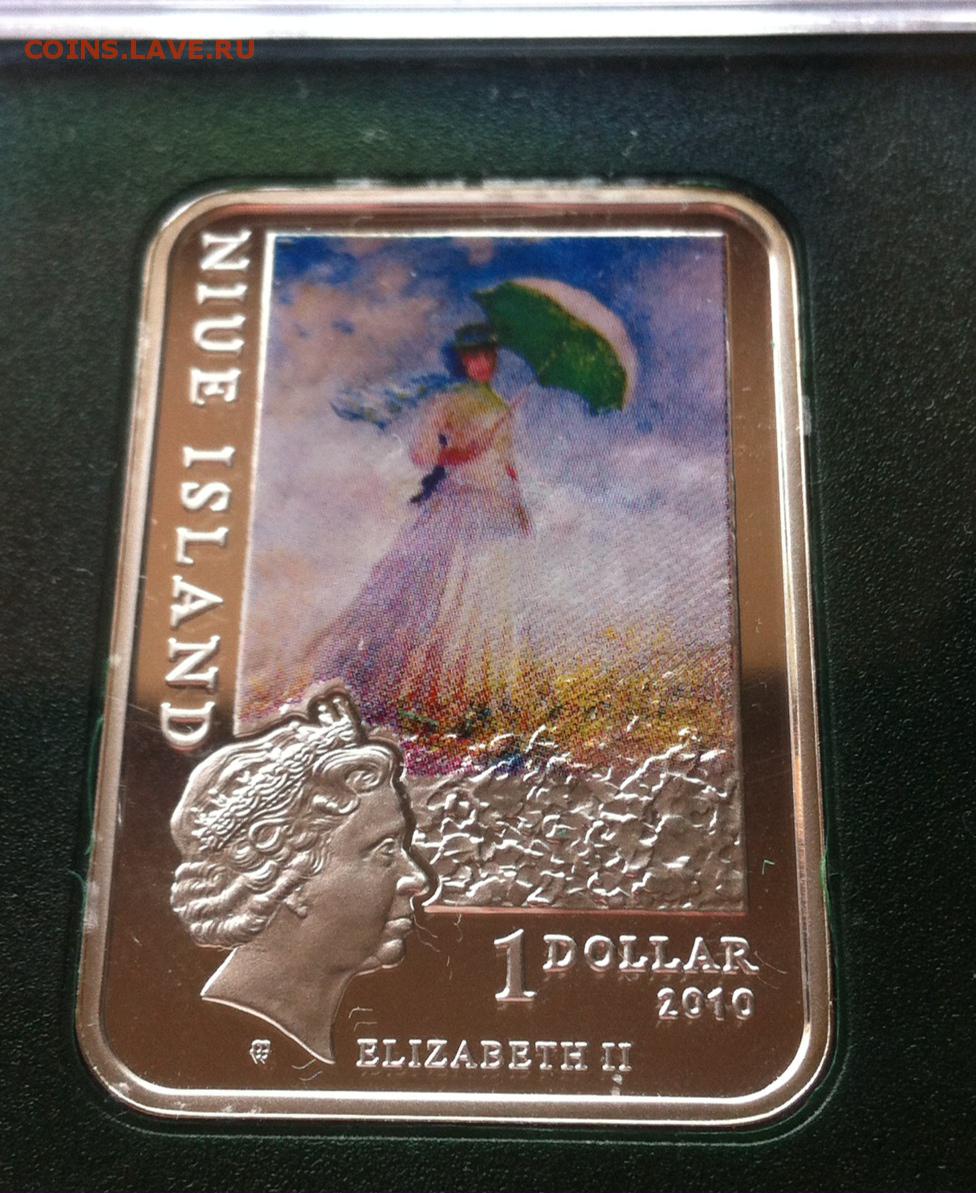 COINS.LAVE.RU
NIUE ISLAND
1 DOLLAR
2010
ELIZABETH II